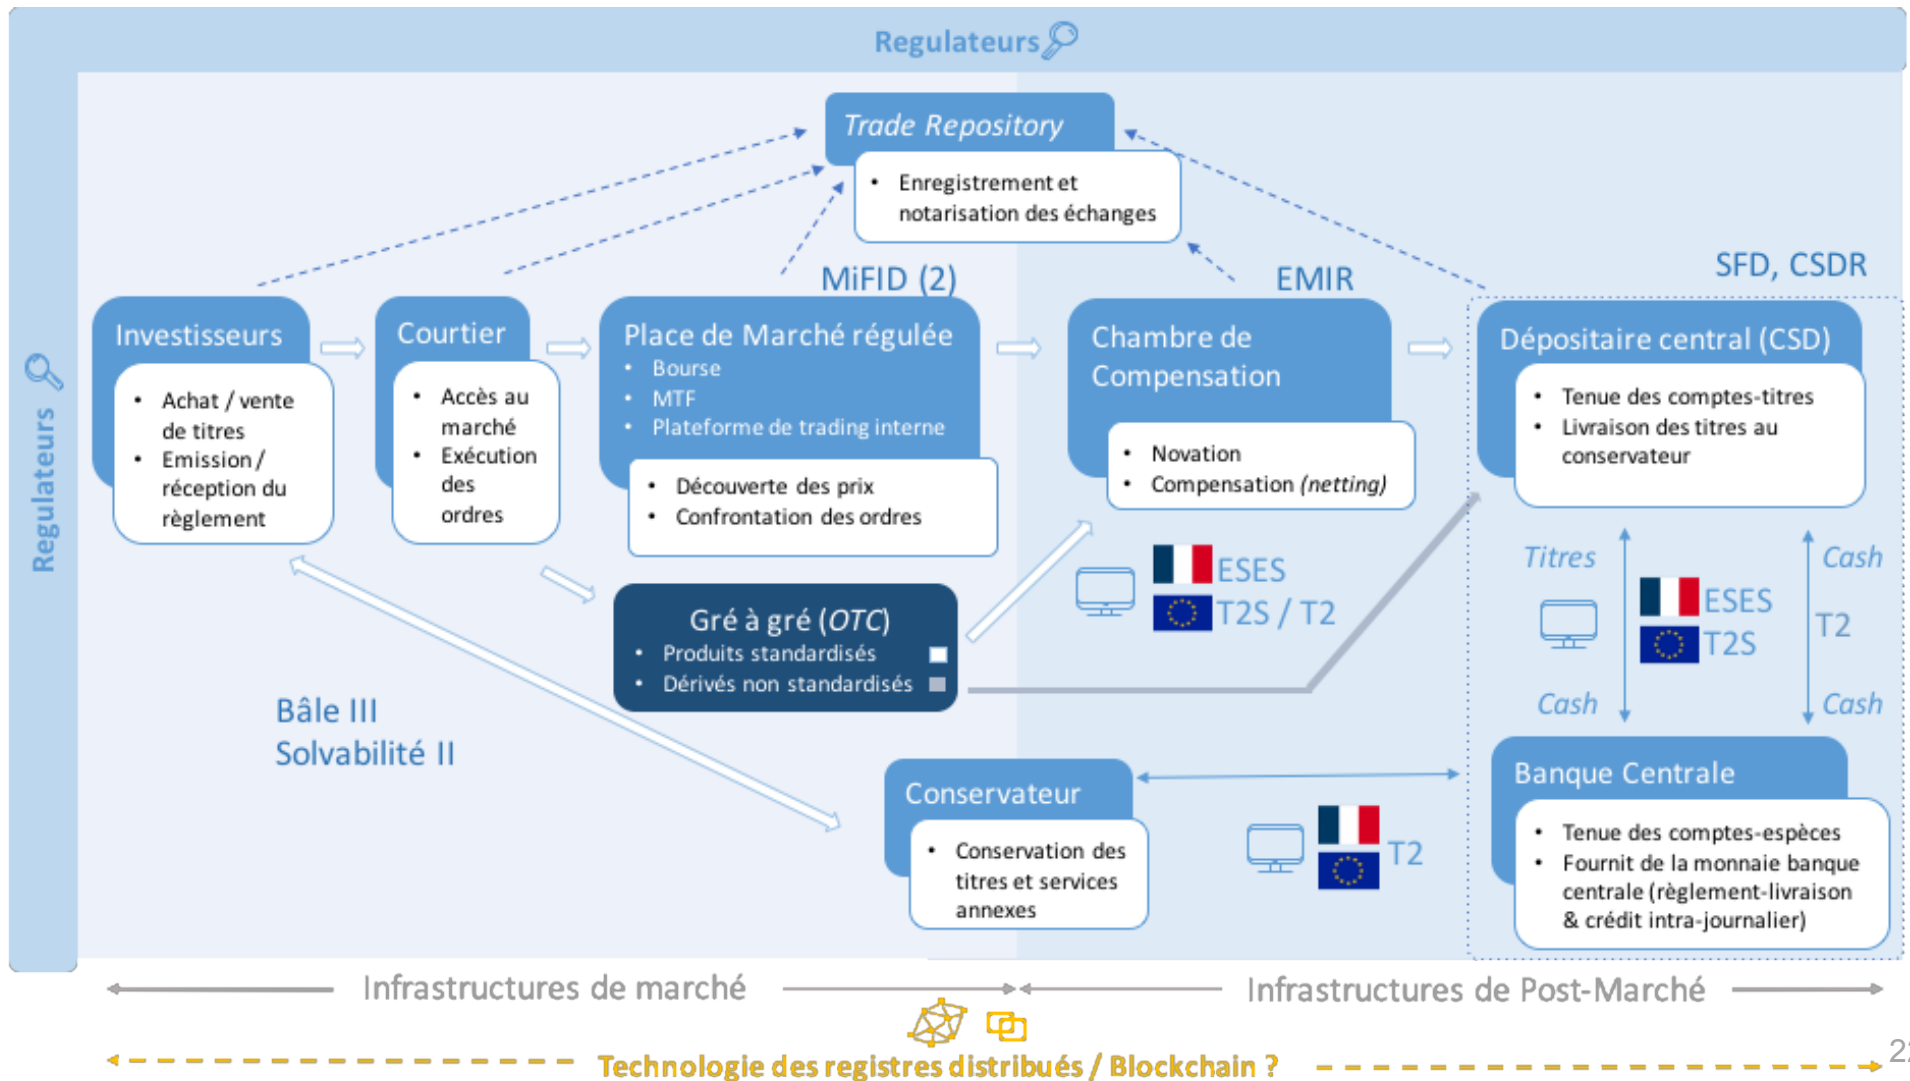 Regulateurs
Regulateurs
Trade Repository
• Enregistrement et
notarisation des échanges
MiFID (2)
EMIR
SFD, CSDR
Investisseurs
• Achat / vente
de titres
• Emission /
réception du
règlement
Courtier
• Accès au
marché
• Exécution
des
ordres
Place de Marché régulée
• Bourse
• MTF
• Plateforme de trading interne
• Découverte des prix
• Confrontation des ordres
Chambre de
Compensation
• Novation
• Compensation (netting)
Dépositaire central (CSD)
• Tenue des comptes-titres
• Livraison des titres au
conservateur
Gré à gré (OTC)
• Produits standardisés
• Dérivés non standardisés
ESES
T2S / T2
Titres
Cash
ESES
T2S
T2
Cash
Cash
Bâle III
Solvabilité II
Conservateur
• Conservation des
titres et services
annexes
T2
Banque Centrale
• Tenue des comptes-espèces
• Fournit de la monnaie banque
centrale (règlement-livraison
& crédit intra-journalier)
Infrastructures de marché
Infrastructures de Post-Marché
Technologie des registres distribués / Blockchain ?